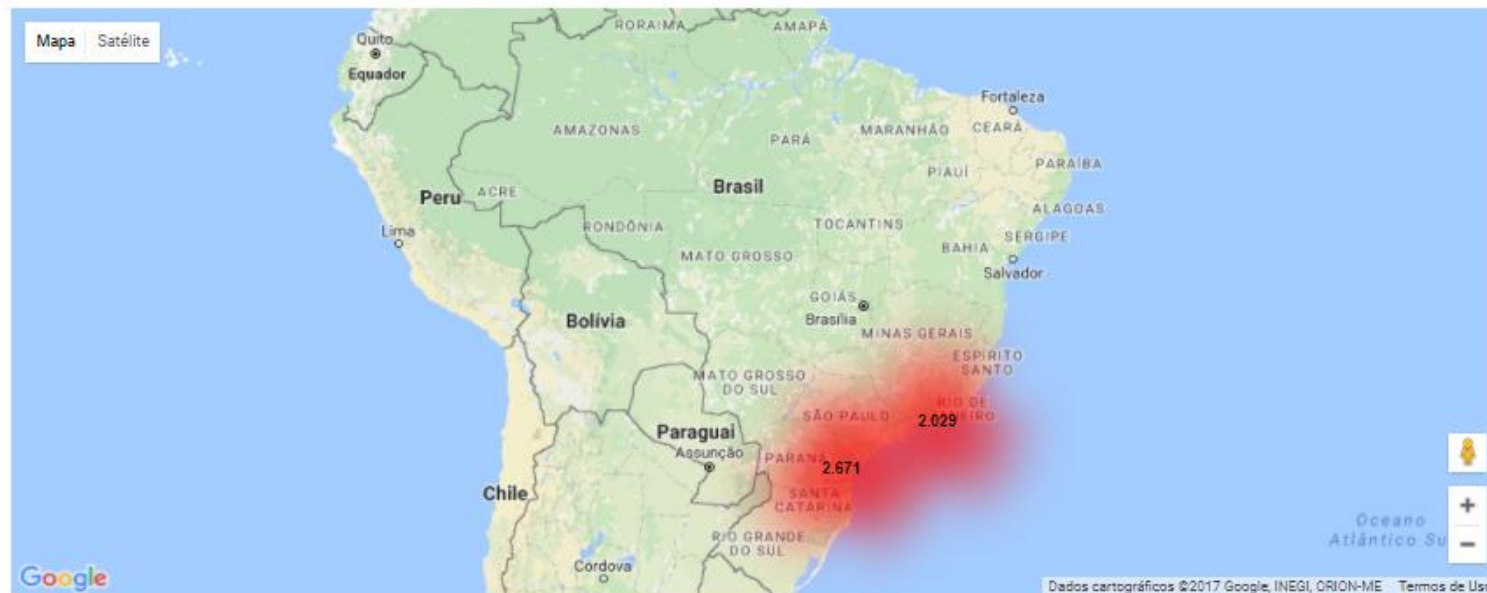 Mapa Satélite
RORAIMA
AMAPÁ
Quito
Equador
Fortaleza
AMAZONAS
PARÁ
MARANHÃO
CEARÁ
PARAÍBA
PIAUÍ
Brasil
Peru
ACRE
ALAGOAS
RONDÔNIA
TOCANTINS
Lima
SERGIPE
BAHIA
MATO GROSSO
Salvador
GOIÁS
Brasília
Bolívia
MINAS GERAIS
ESPÍRITO
SANTO
MATO GROSSO
DO SUL
RIO DE
SÃO PAULO
2.029
Paraguai
Assunção
PARANÁ
2.671
Chile
SANTA
CATARINA
RIO GRANDE
DO SUL
Oceano
Atlântico Su
Córdova
Google
Dados cartográficos ©2017 Google, INEGI, ORION-ME Termos de Us